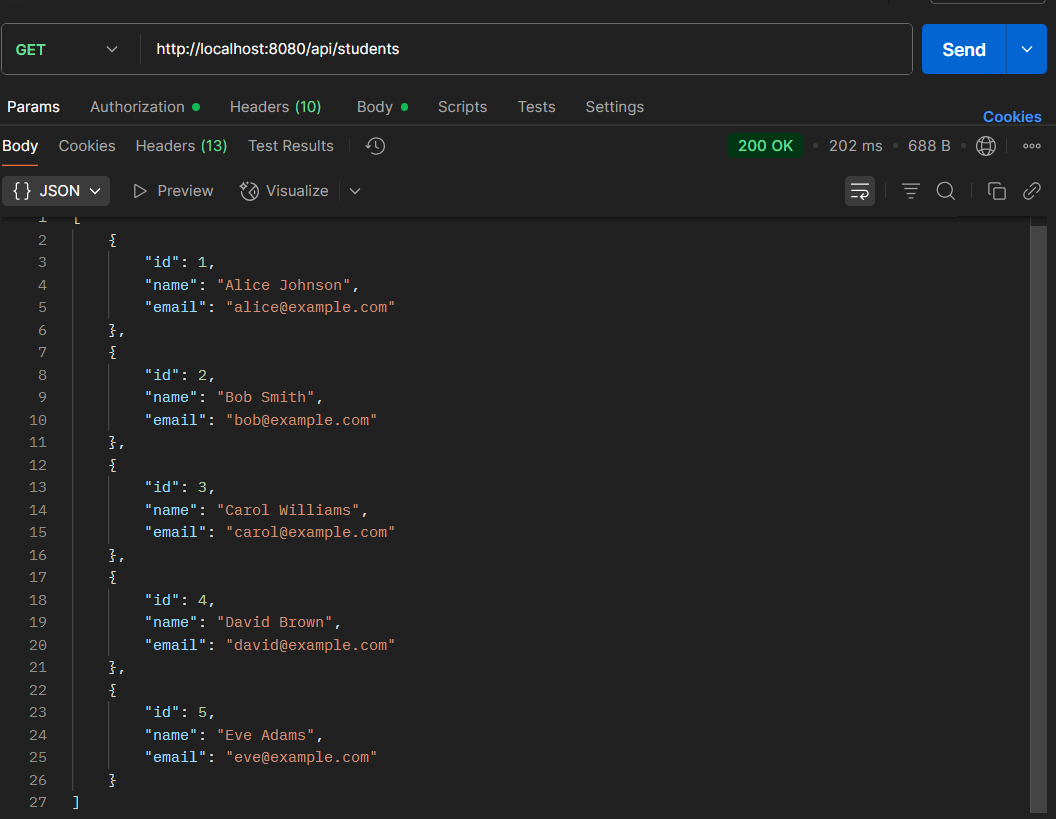 GET http://localhost:8080/api/students Send
Params Authorization Headers (10) Body Scripts Tests Settings Cookies
Body Cookies Headers (13) Test Results 200 OK 202 ms 688 B
{} JSON Preview Visualize
1 [
2 {
3 "id": 1,
4 "name": "Alice Johnson",
5 "email": "alice@example.com"
6 },
7 {
8 "id": 2,
9 "name": "Bob Smith",
10 "email": "bob@example.com"
11 },
12 {
13 "id": 3,
14 "name": "Carol Williams",
15 "email": "carol@example.com"
16 },
17 {
18 "id": 4,
19 "name": "David Brown",
20 "email": "david@example.com"
21 },
22 {
23 "id": 5,
24 "name": "Eve Adams",
25 "email": "eve@example.com"
26 }
27 ]